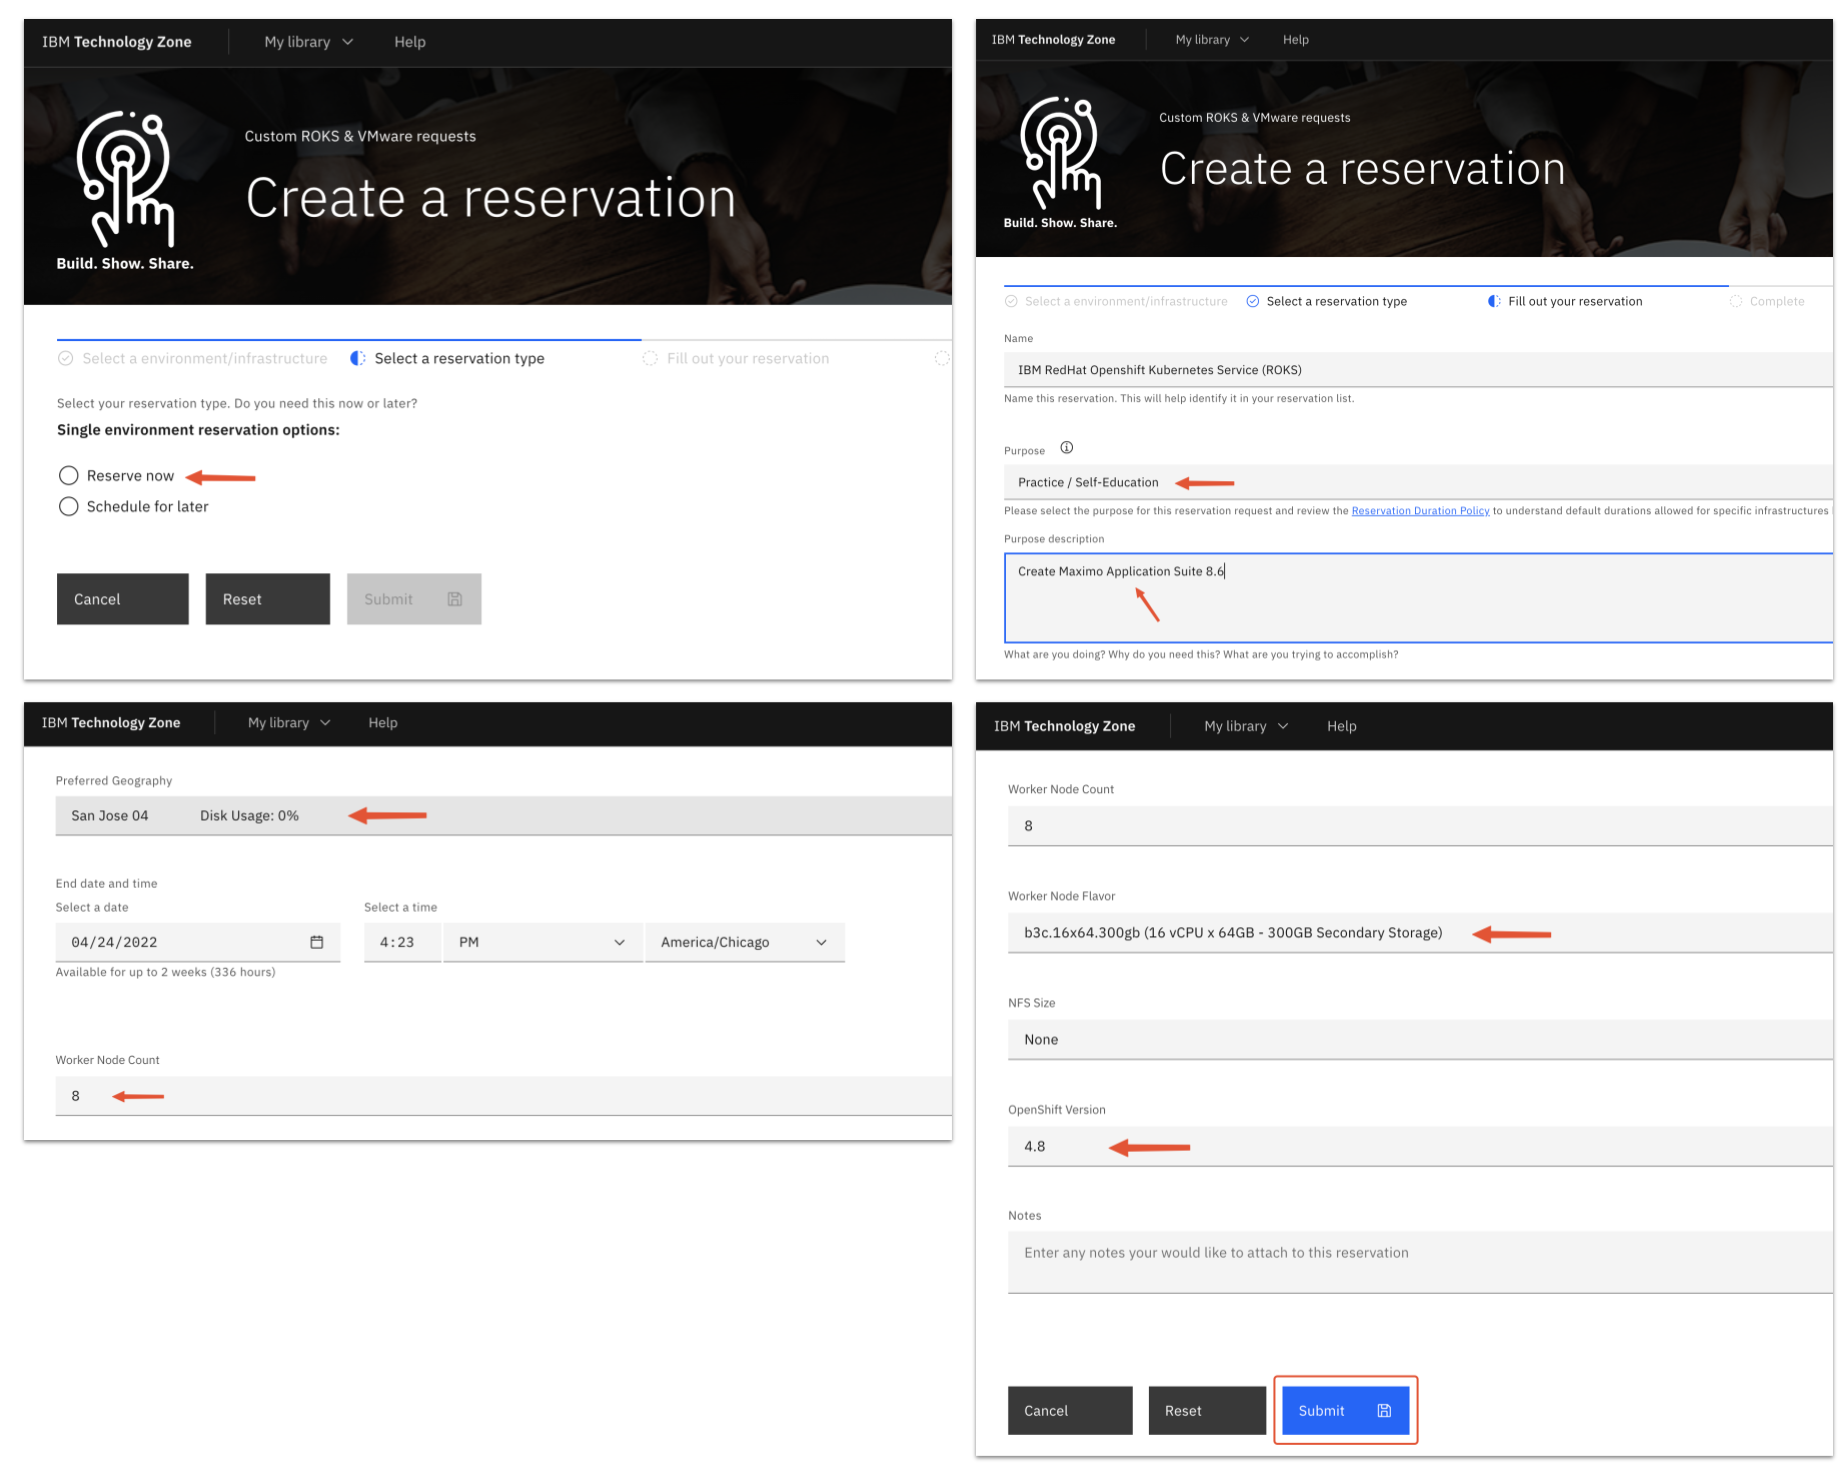 IBM Technology Zone My library Help
Custom ROKS & VMware requests
Create a reservation
Build. Show. Share.
Select a environment/infrastructure Select a reservation type Fill out your reservation
Select your reservation type. Do you need this now or later?
Single environment reservation options:
Reserve now
Schedule for later
Cancel Reset Submit
IBM Technology Zone My library Help
Custom ROKS & VMware requests
Create a reservation
Build. Show. Share.
Select a environment/infrastructure Select a reservation type Fill out your reservation Complete
Name
IBM RedHat Openshift Kubernetes Service (ROKS)
Name this reservation. This will help identify it in your reservation list.
Purpose
Practice / Self-Education
Please select the purpose for this reservation request and review the Reservation Duration Policy to understand default durations allowed for specific infrastructures
Purpose description
Create Maximo Application Suite 8.6
What are you doing? Why do you need this? What are you trying to accomplish?
IBM Technology Zone My library Help
Preferred Geography
San Jose 04 Disk Usage: 0%
End date and time
Select a date Select a time
04/24/2022 4:23 PM America/Chicago
Available for up to 2 weeks (336 hours)
Worker Node Count
8
IBM Technology Zone My library Help
Worker Node Count
8
Worker Node Flavor
b3c.16x64.300gb (16 vCPU x 64GB - 300GB Secondary Storage)
NFS Size
None
OpenShift Version
4.8
Notes
Enter any notes your would like to attach to this reservation
Cancel Reset Submit